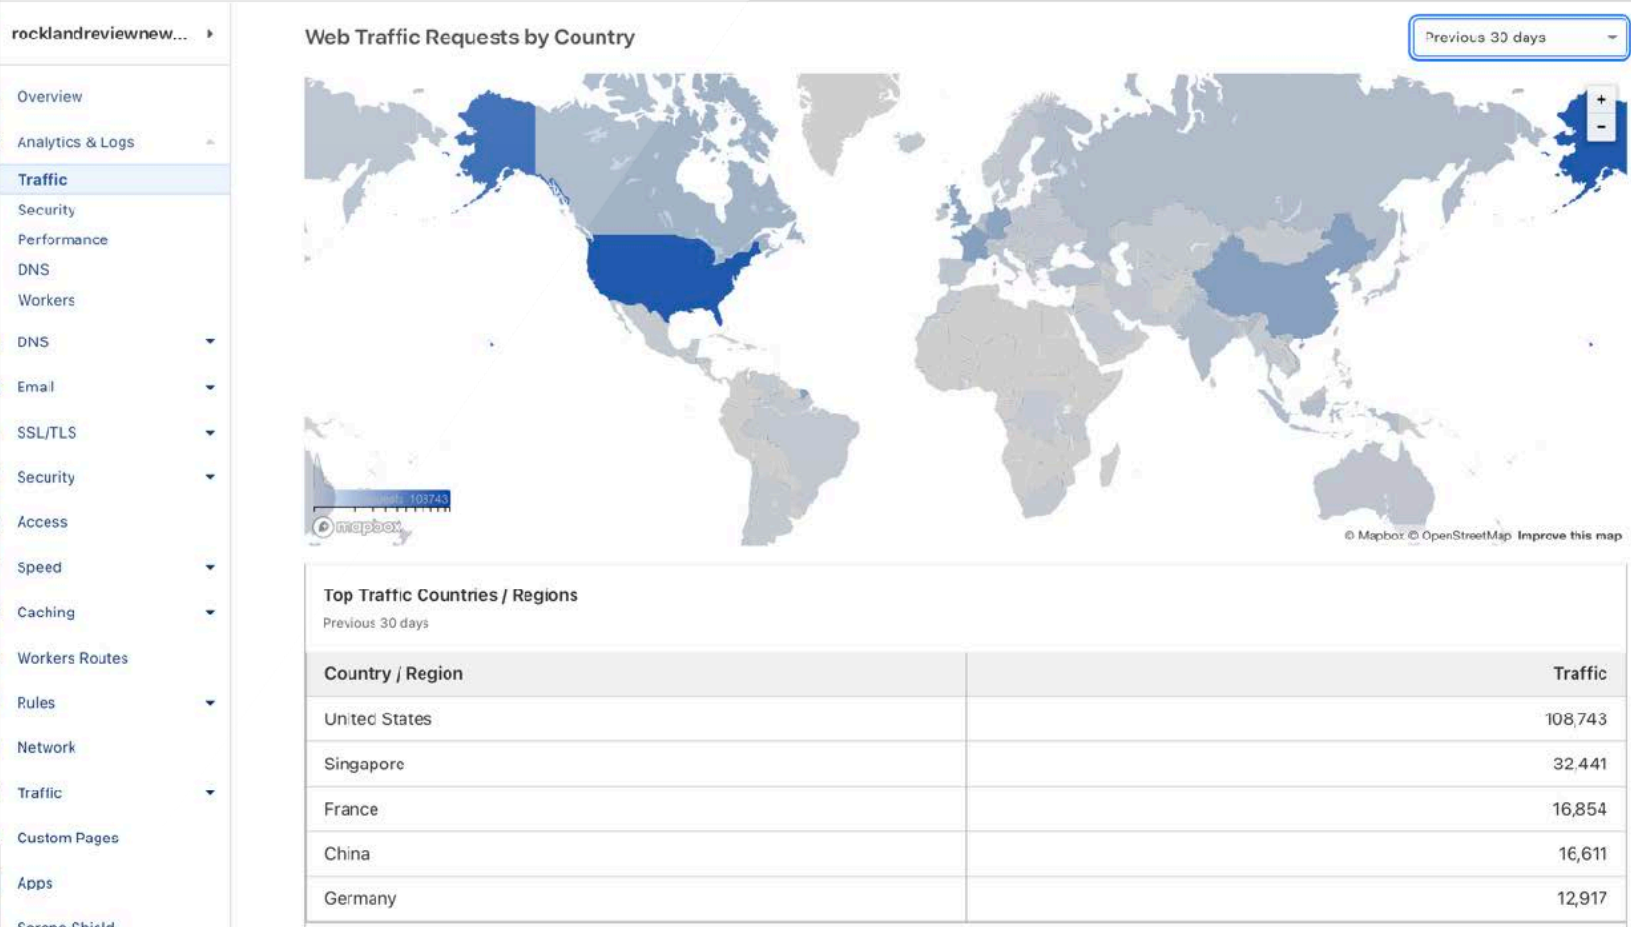 rocklandreviewnew...
Overview
Analytics & Logs
Traffic
Security
Performance
DNS
Workers
DNS
Email
SSL/TLS
Security
Access
Speed
Caching
Workers Routes
Rules
Network
Traffic
Custom Pages
Apps
Scrape Shield
Web Traffic Requests by Country
Previous 30 days
+
-
108743
mapbox
© Mapbox © OpenStreetMap Improve this map
Top Traffic Countries / Regions
Previous 30 days
Country / Region Traffic
United States 108,743
Singapore 32,441
France 16,854
China 16,611
Germany 12,917